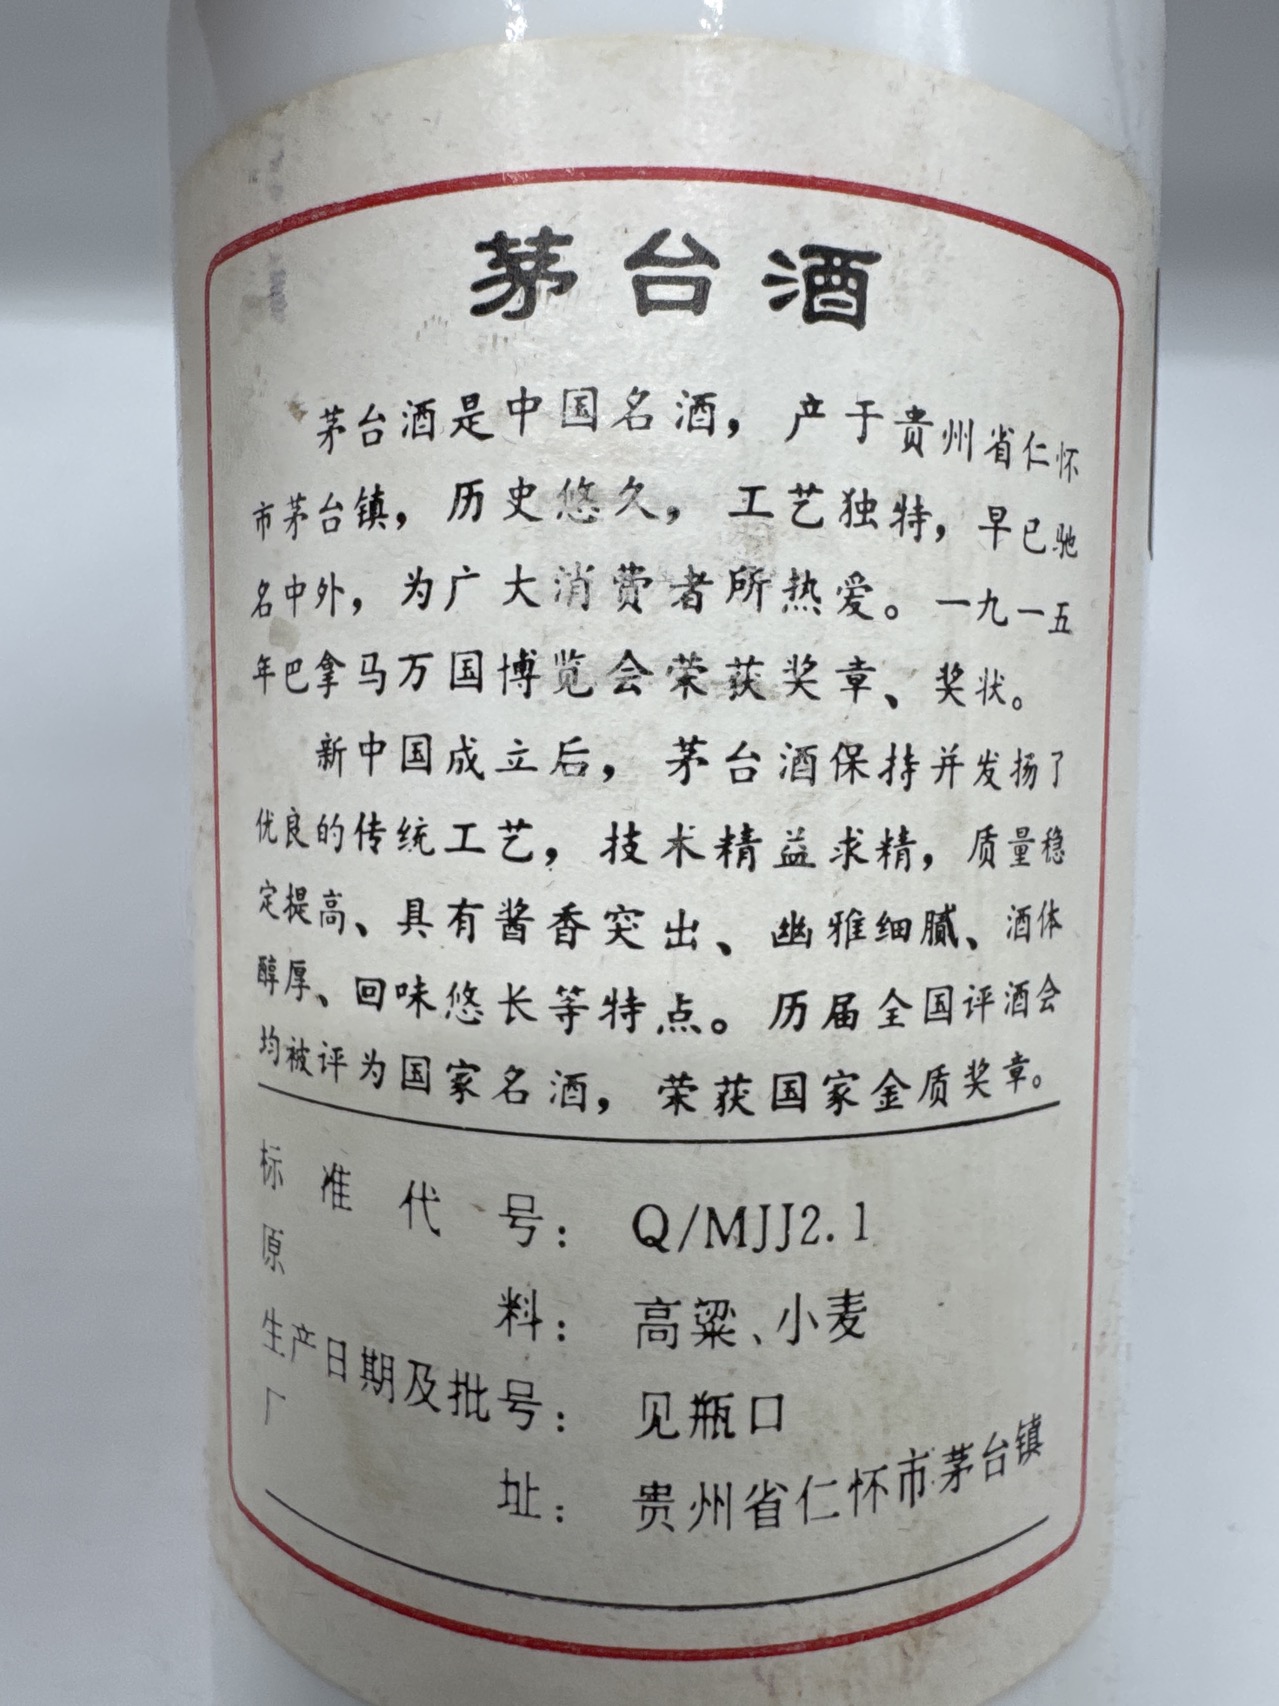 茅台酒
茅台酒是中国名酒，产于贵州省仁怀
市茅台镇，历史悠久，工艺独特，早已驰
名中外，为广大消费者所热爱。一九一五
年巴拿马万国博览会荣获奖章、奖状。
新中国成立后，茅台酒保持并发扬了
优良的传统工艺，技术精益求精，质量稳
定提高、具有酱香突出、幽雅细腻、酒体
醇厚、回味悠长等特点。历届全国评酒会
均被评为国家名酒，荣获国家金质奖章。
标准代号：Q/MJJ2.1
原料：高粱、小麦
生产日期及批号：见瓶口
厂址：贵州省仁怀市茅台镇